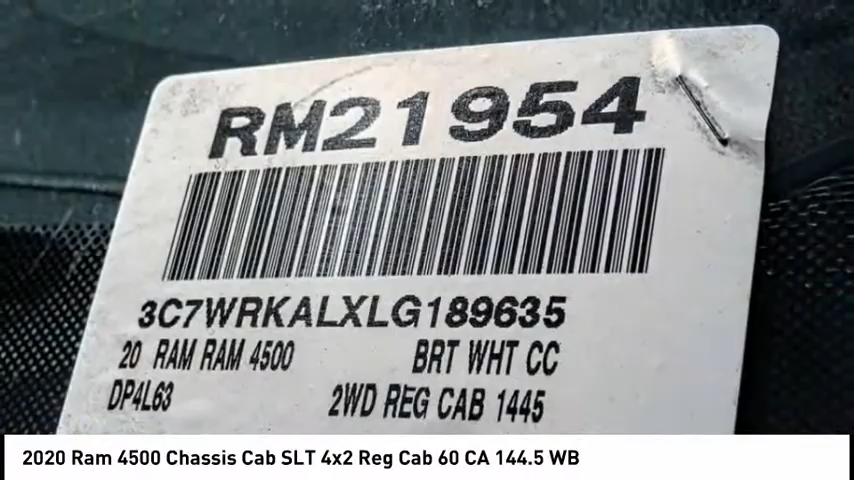 RM21954
3C7WRKALXLG189635
20 RAM RAM 4500 BRT WHT CC
DP4L63 2WD REG CAB 1445
2020 Ram 4500 Chassis Cab SLT 4x2 Reg Cab 60 CA 144.5 WB